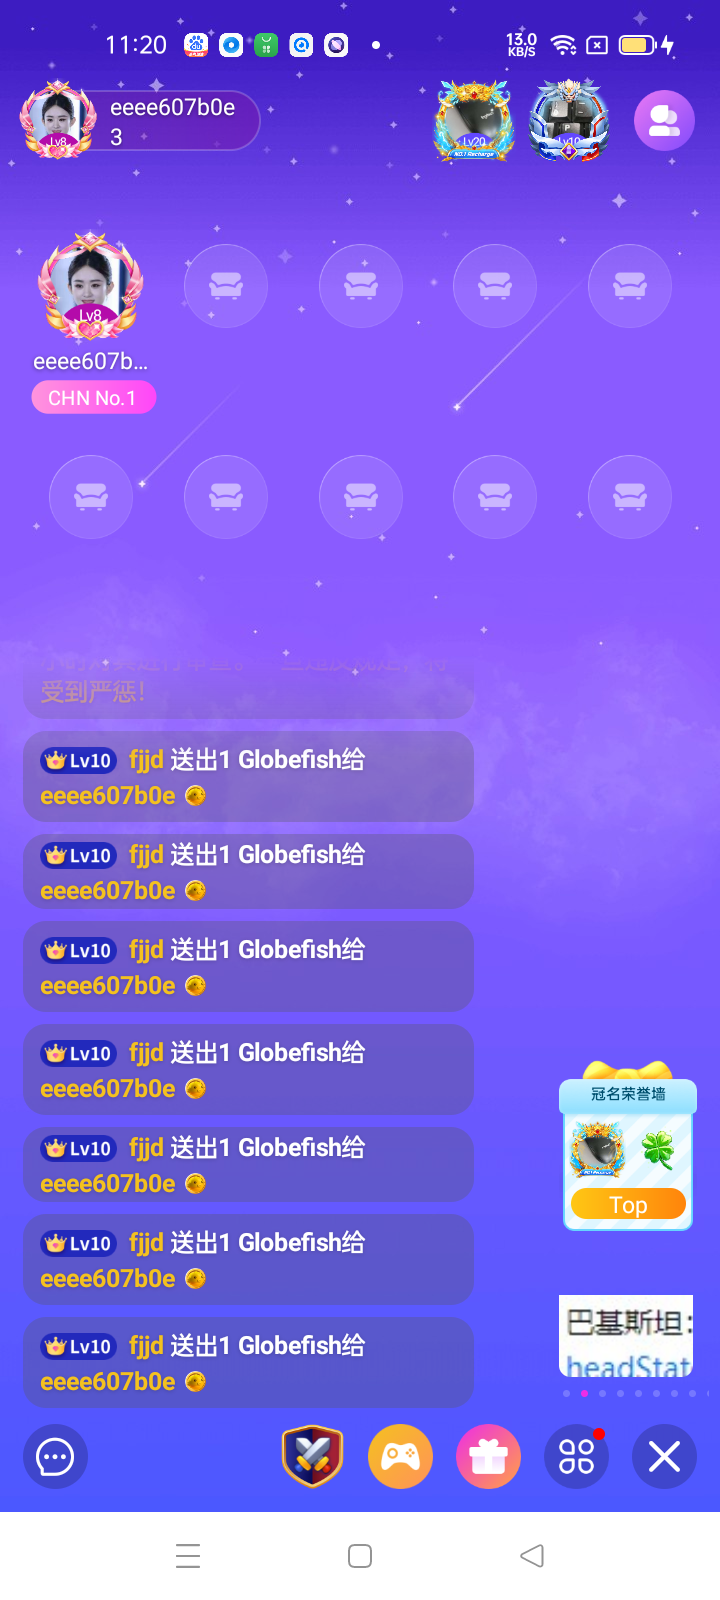 11:20
13.0
KB/S
eeee607b0e
3
Lv8
Lv20
NO.1 Recharge
Lv10
P
Lv8
eeee607b...
CHN No.1
受到严惩!
Lv10 fjjd 送出1 Globefish给
eeee607b0e
Lv10 fjjd 送出1 Globefish给
eeee607b0e
Lv10 fjjd 送出1 Globefish给
eeee607b0e
Lv10 fjjd 送出1 Globefish给
eeee607b0e
Lv10 fjjd 送出1 Globefish给
eeee607b0e
Lv10 fjjd 送出1 Globefish给
eeee607b0e
Lv10 fjjd 送出1 Globefish给
eeee607b0e
冠名荣誉墙
Top
巴基斯坦:
headStat